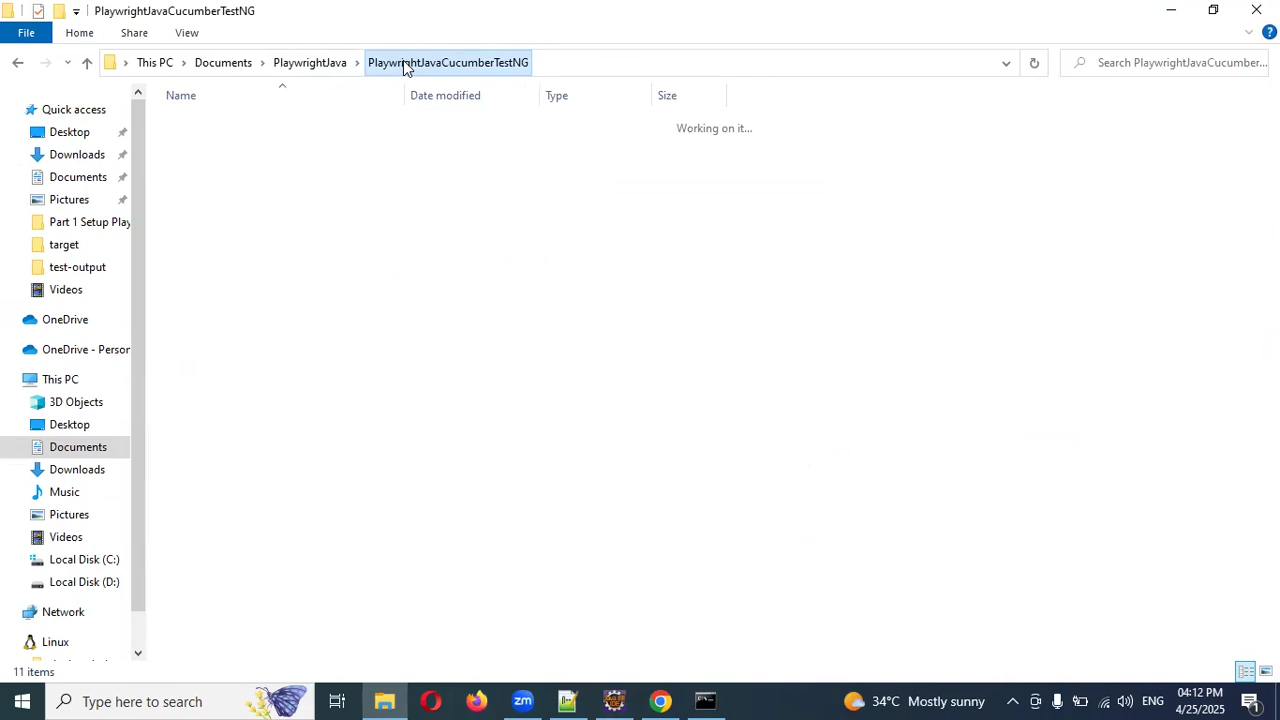 PlaywrightJavaCucumberTestNG
File
Home
Share
View
This PC
Documents
PlaywrightJava
PlaywrightJavaCucumberTestNG
Search PlaywrightJavaCucumber...
Name
Date modified
Type
Size
Working on it...
Quick access
Desktop
Downloads
Documents
Pictures
Part 1 Setup Play
target
test-output
Videos
OneDrive
OneDrive - Person
This PC
3D Objects
Desktop
Documents
Downloads
Music
Pictures
Videos
Local Disk (C:)
Local Disk (D:)
Network
Linux
11 items
Type here to search
zm
34°C Mostly sunny
ENG
04:12 PM
4/25/2025
1